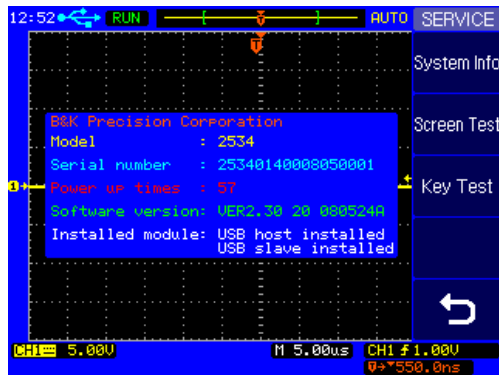 12:52 RUN AUTO SERVICE
T
System Info
B&K Precision Corporation
Model : 2534
Serial number : 25340140008050001
Power up times : 57
Software version: VER2.30 20 080524A
Installed module: USB host installed
USB slave installed
Screen Test
1
Key Test
CH1 5.00V M 5.00us CH1 1.00V
550.0ns